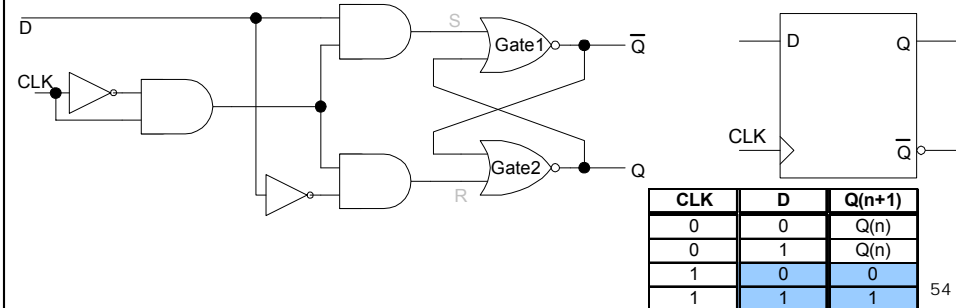 D
CLK
S
Gate1
Q̅
Gate2
Q
R
D
Q
CLK
Q̅
CLK D Q(n+1)
0 0 Q(n)
0 1 Q(n)
1 0 0
1 1 1
54